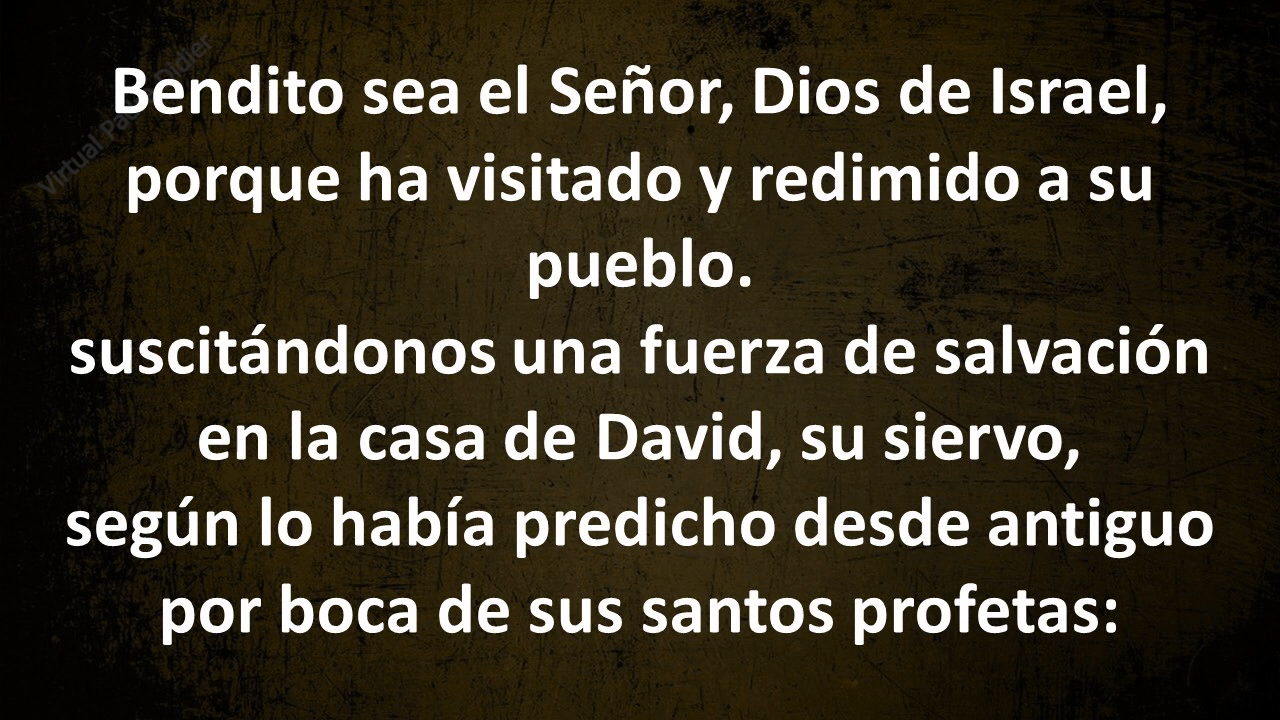 Bendito sea el Señor, Dios de Israel,
porque ha visitado y redimido a su
pueblo.
suscitándonos una fuerza de salvación
en la casa de David, su siervo,
según lo había predicho desde antiguo
por boca de sus santos profetas:
Virtual